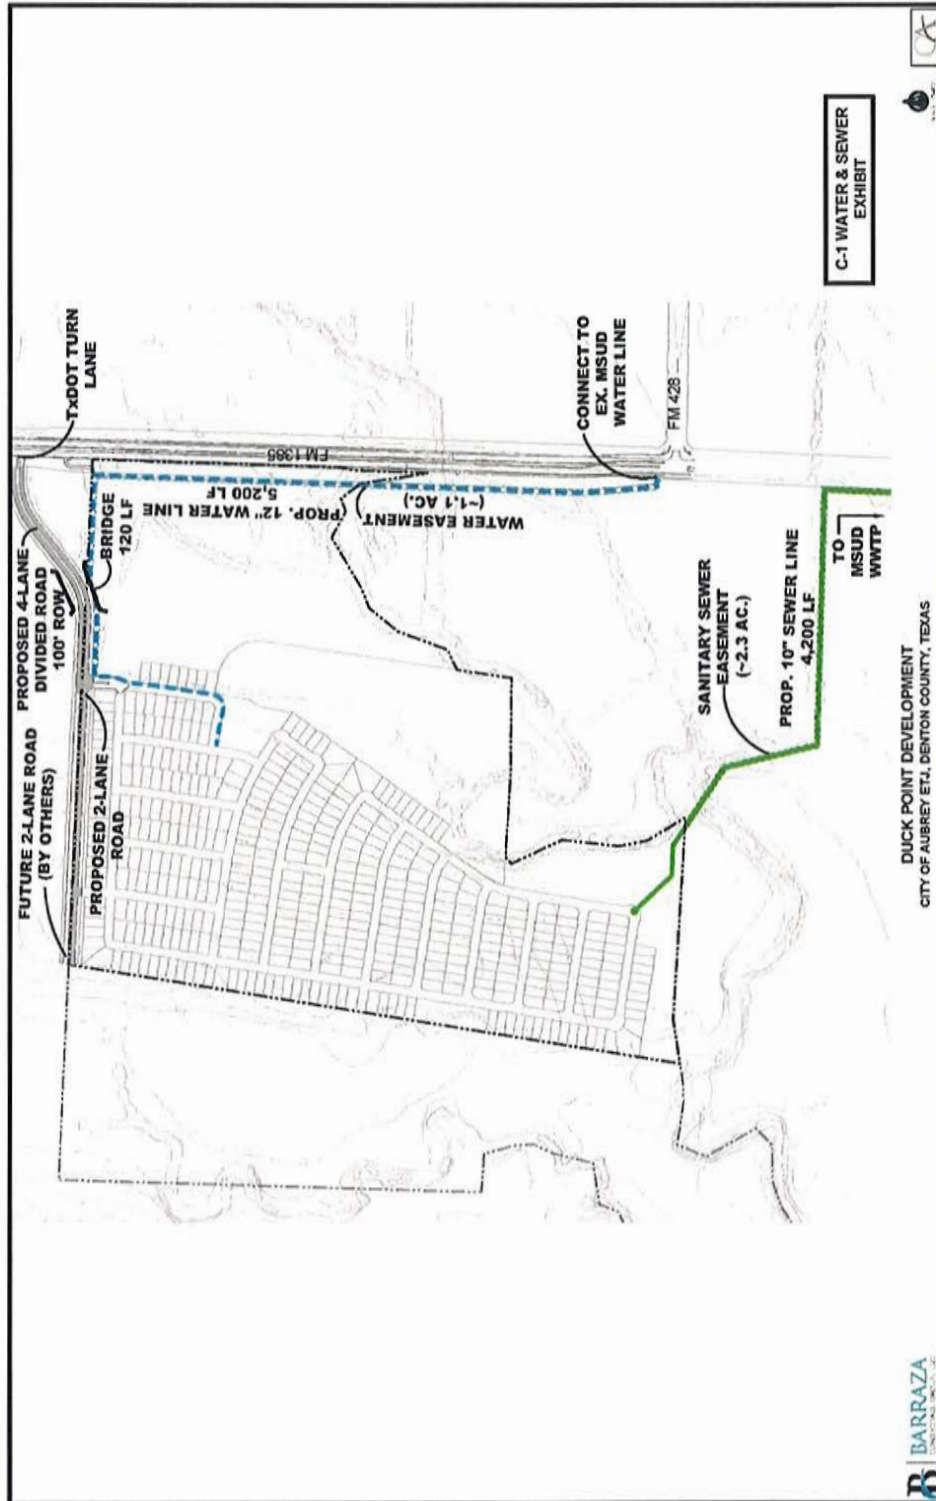 TxDOT TURN
LANE
PROPOSED 4-LANE
DIVIDED ROAD
100' ROW
BRIDGE
120 LF
FUTURE 2-LANE ROAD
(BY OTHERS)
PROPOSED 2-LANE
ROAD
FM 1385
PROP. 12" WATER LINE
5,200 LF
WATER EASEMENT
(~1.1 AC.)
CONNECT TO
EX. MSUD
WATER LINE
FM 428
SANITARY SEWER
EASEMENT
(~2.3 AC.)
PROP. 10" SEWER LINE
4,200 LF
TO
MSUD
WWTP
C-1 WATER & SEWER
EXHIBIT
DUCK POINT DEVELOPMENT
CITY OF AUBREY ETJ, DENTON COUNTY, TEXAS
BARRAZA